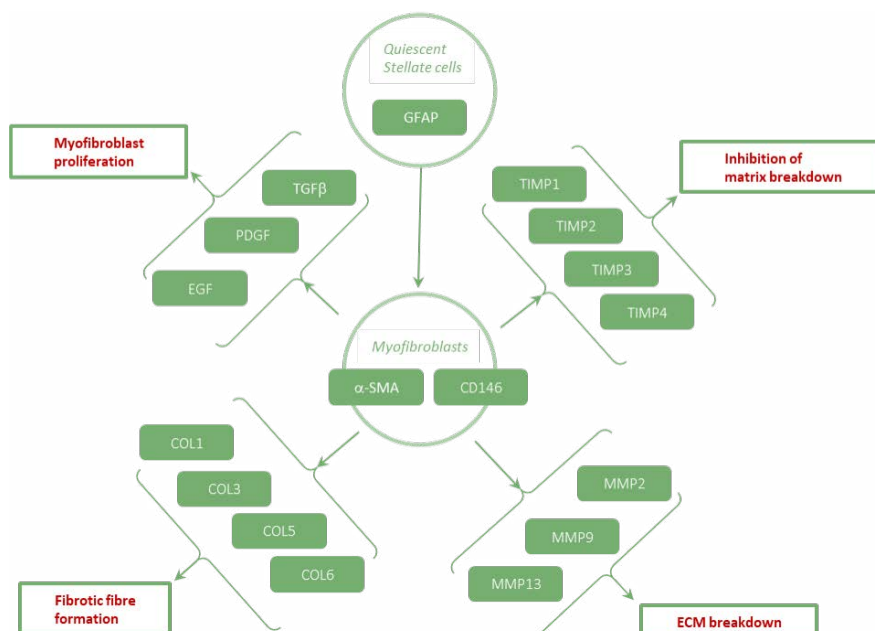 Quiescent
Stellate cells
GFAP
Myofibroblast
proliferation
TGFβ
PDGF
EGF
TIMP1
TIMP2
TIMP3
TIMP4
Inhibition of
matrix breakdown
Myofibroblasts
α-SMA
CD146
COL1
COL3
COL5
COL6
Fibrotic fibre
formation
MMP2
MMP9
MMP13
ECM breakdown